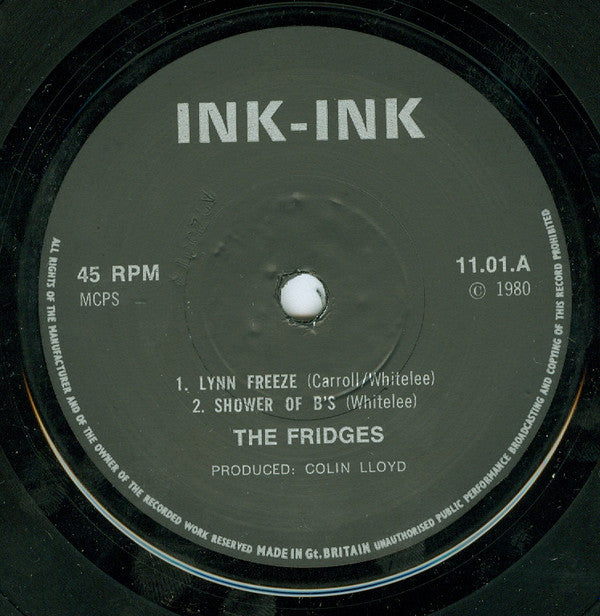 INK-INK
45 RPM
MCPS
11.01.A
© 1980
1. LYNN FREEZE (Carroll/Whitelee)
2. SHOWER OF B'S (Whitelee)
THE FRIDGES
PRODUCED: COLIN LLOYD
ALL RIGHTS OF THE MANUFACTURER AND OF THE OWNER OF THE RECORDED WORK RESERVED MADE IN Gt. BRITAIN UNAUTHORISED PUBLIC PERFORMANCE BROADCASTING AND COPYING OF THIS RECORD PROHIBITED